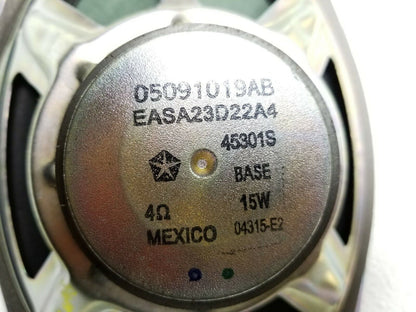 05091019AB
EASA23D22A4
45301S
BASE
4Ω 15W
MEXICO 04315-E2